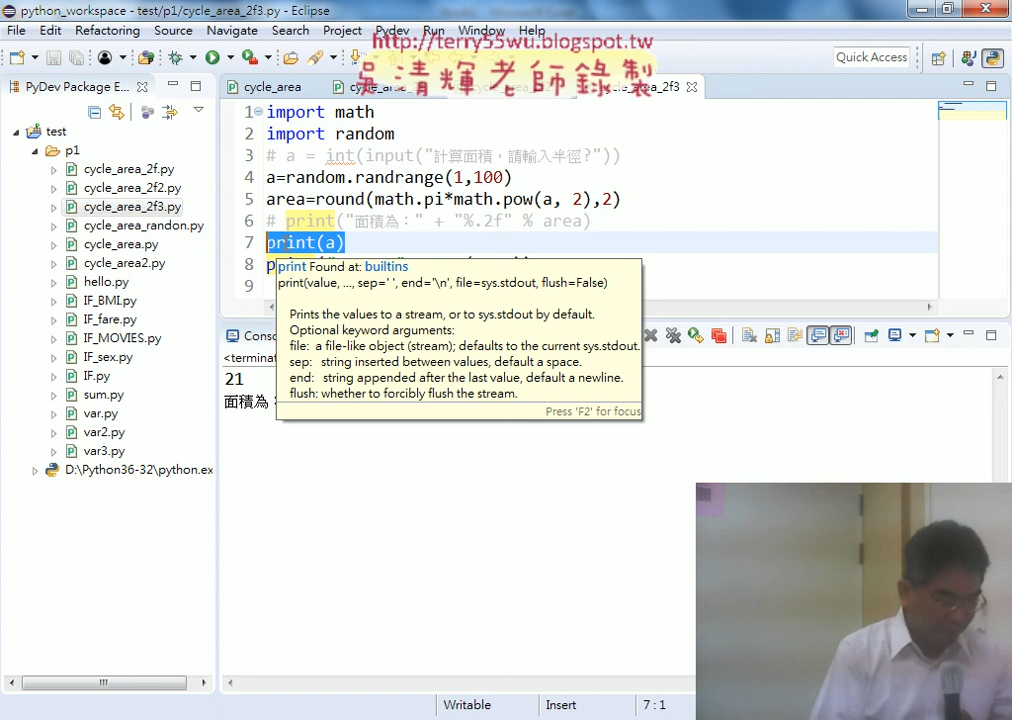 python_workspace - test/p1/cycle_area_2f3.py - Eclipse
File Edit Refactoring Source Navigate Search Project Pydev Run Window Help
http://terry55wu.blogspot.tw
吳清輝老師錄製
Quick Access
PyDev Package E...
cycle_area
test
p1
cycle_area_2f.py
cycle_area_2f2.py
cycle_area_2f3.py
cycle_area_randon.py
cycle_area.py
cycle_area2.py
hello.py
IF_BMI.py
IF_fare.py
IF_MOVIES.py
IF_sex.py
IF.py
sum.py
var.py
var2.py
var3.py
D:\Python36-32\python.ex
1 import math
2 import random
3 # a = int(input("計算面積，請輸入半徑?"))
4 a=random.randrange(1,100)
5 area=round(math.pi*math.pow(a, 2),2)
6 # print("面積為：" + "%.2f" % area)
7 print(a)
8
9
print Found at: builtins
print(value, ..., sep=' ', end='\n', file=sys.stdout, flush=False)
Prints the values to a stream, or to sys.stdout by default.
Optional keyword arguments:
file: a file-like object (stream); defaults to the current sys.stdout.
sep: string inserted between values, default a space.
end: string appended after the last value, default a newline.
flush: whether to forcibly flush the stream.
Press 'F2' for focus
Conso
<terminat
21
面積為
Writable Insert 7 : 1